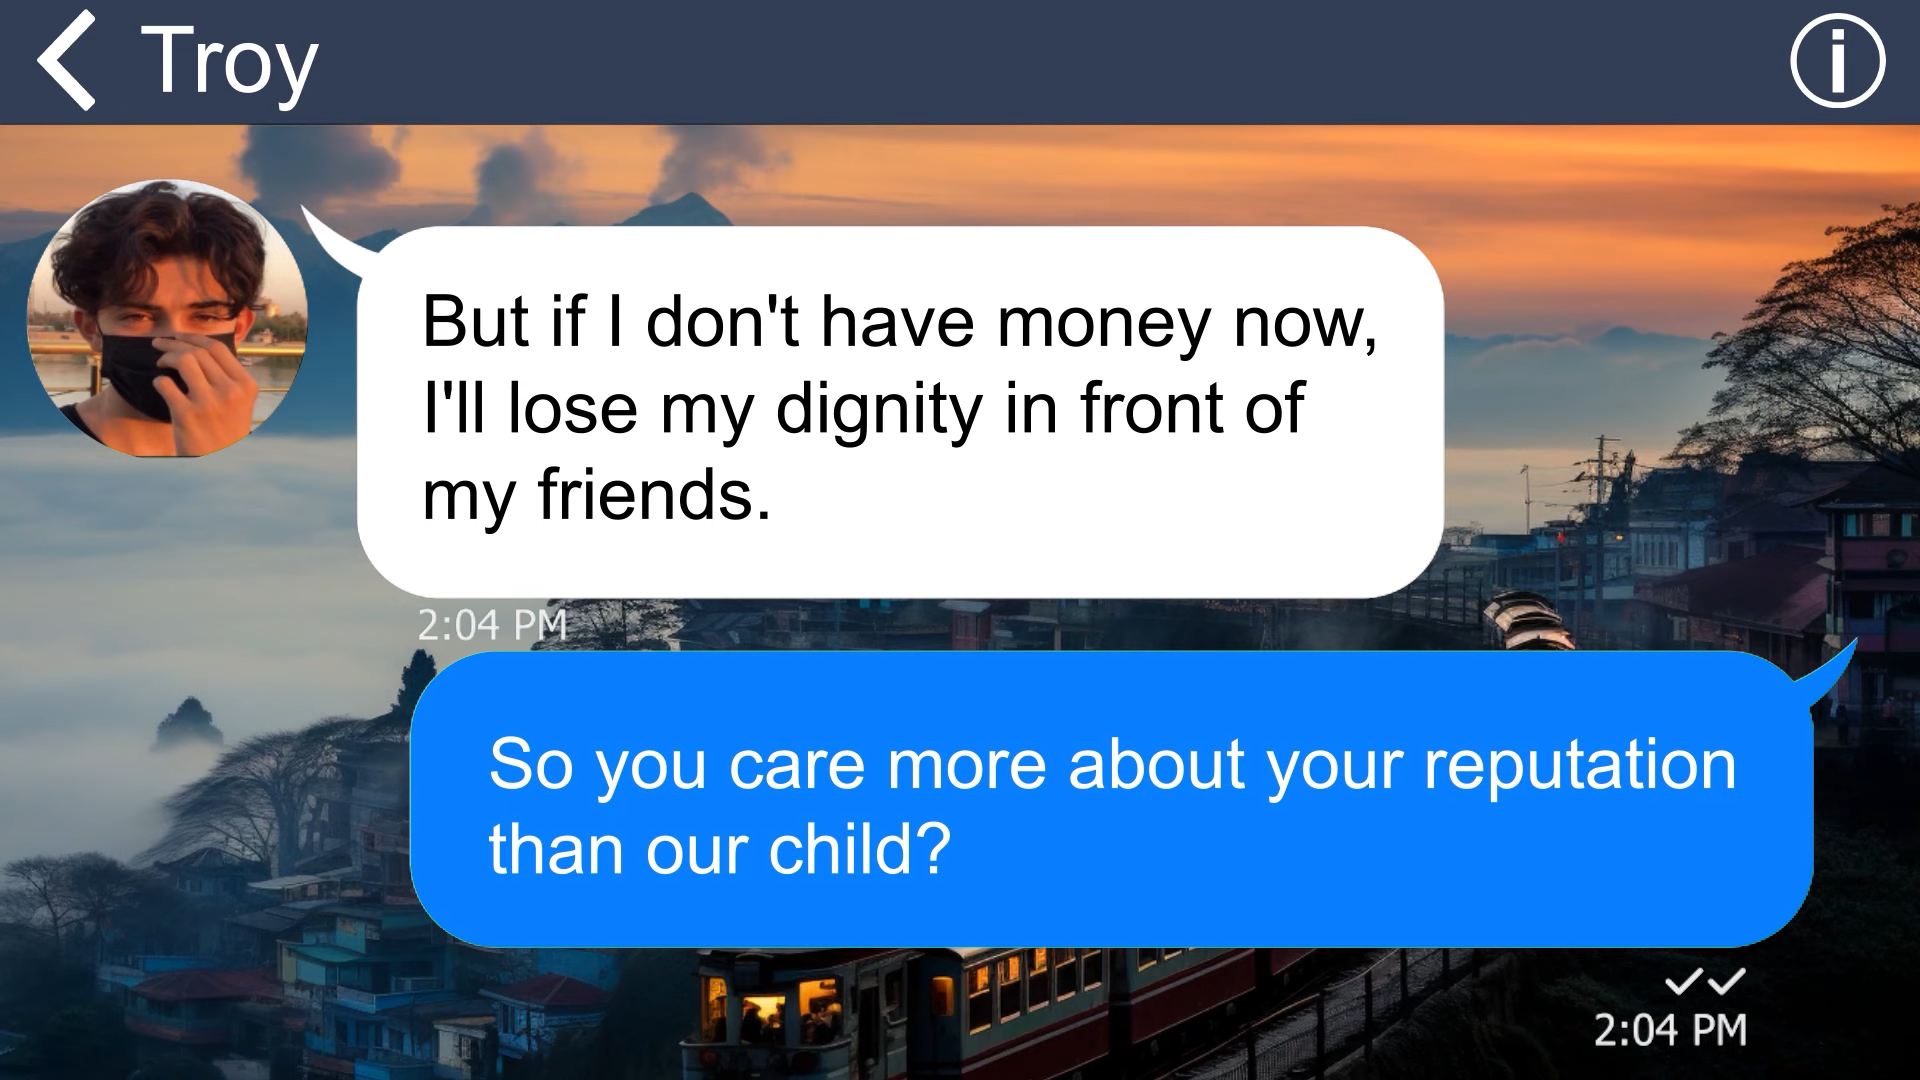 Troy
But if I don't have money now,
I'll lose my dignity in front of
my friends.
2:04 PM
So you care more about your reputation
than our child?
2:04 PM